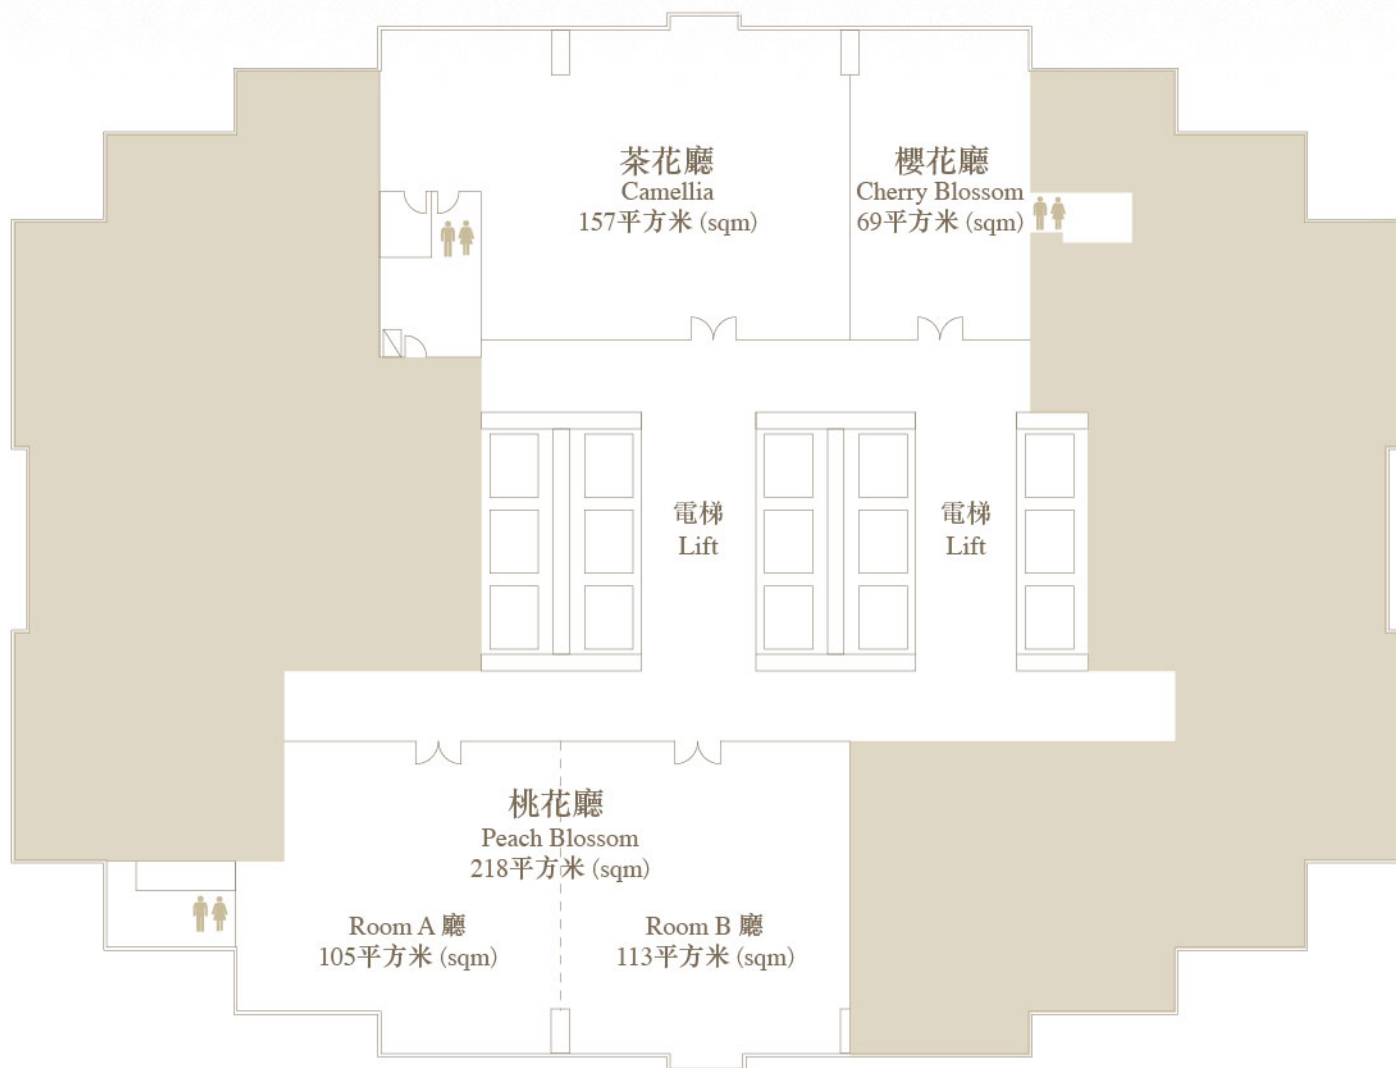 茶花廳
Camellia
157平方米 (sqm)
櫻花廳
Cherry Blossom
69平方米 (sqm)
電梯
Lift
電梯
Lift
桃花廳
Peach Blossom
218平方米 (sqm)
Room A 廳
105平方米 (sqm)
Room B 廳
113平方米 (sqm)